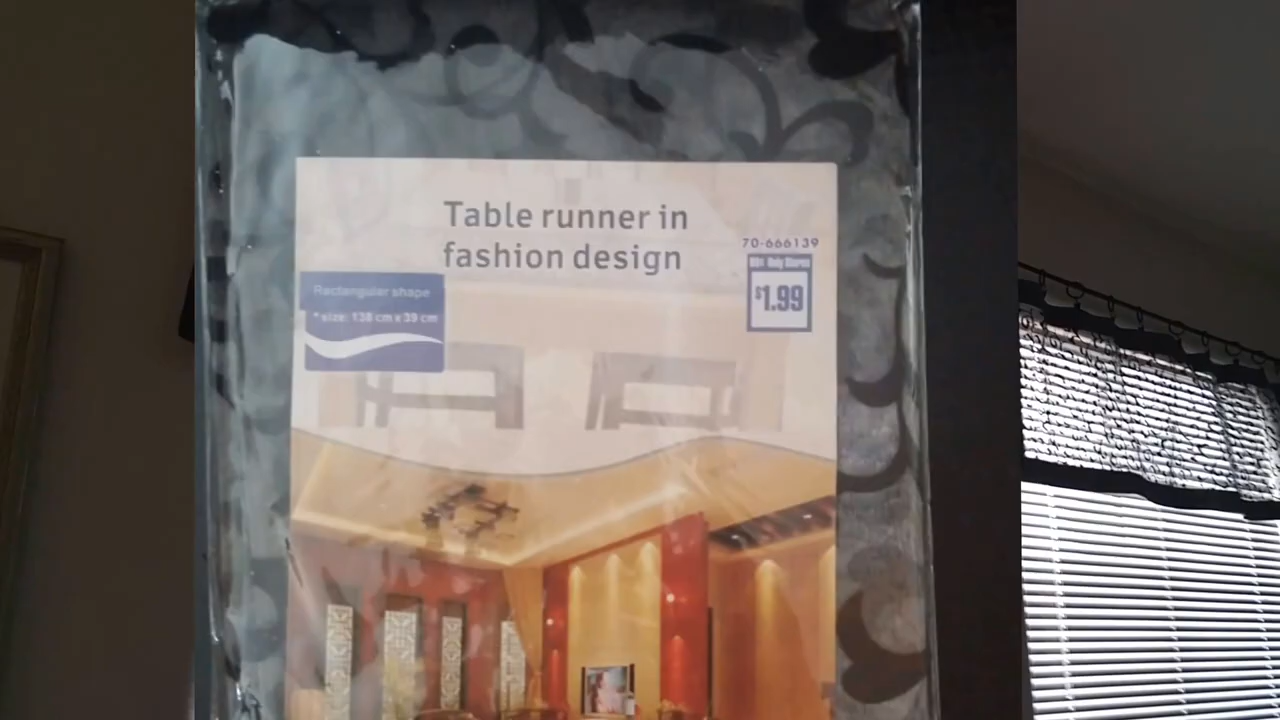 Table runner in
fashion design
70-666139
Rectangular shape
* size: 138 cm x 39 cm
$1.99